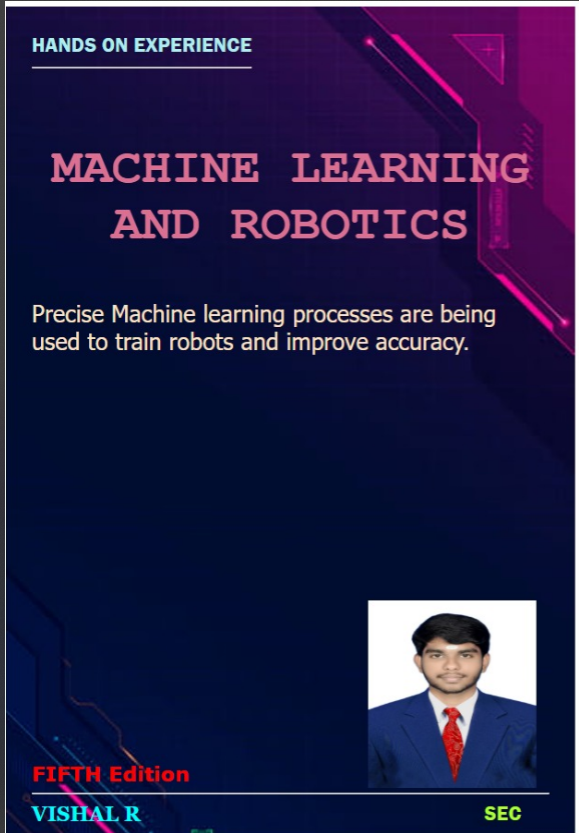 HANDS ON EXPERIENCE
MACHINE LEARNING
AND ROBOTICS
Precise Machine learning processes are being
used to train robots and improve accuracy.
FIFTH Edition
VISHAL R
SEC